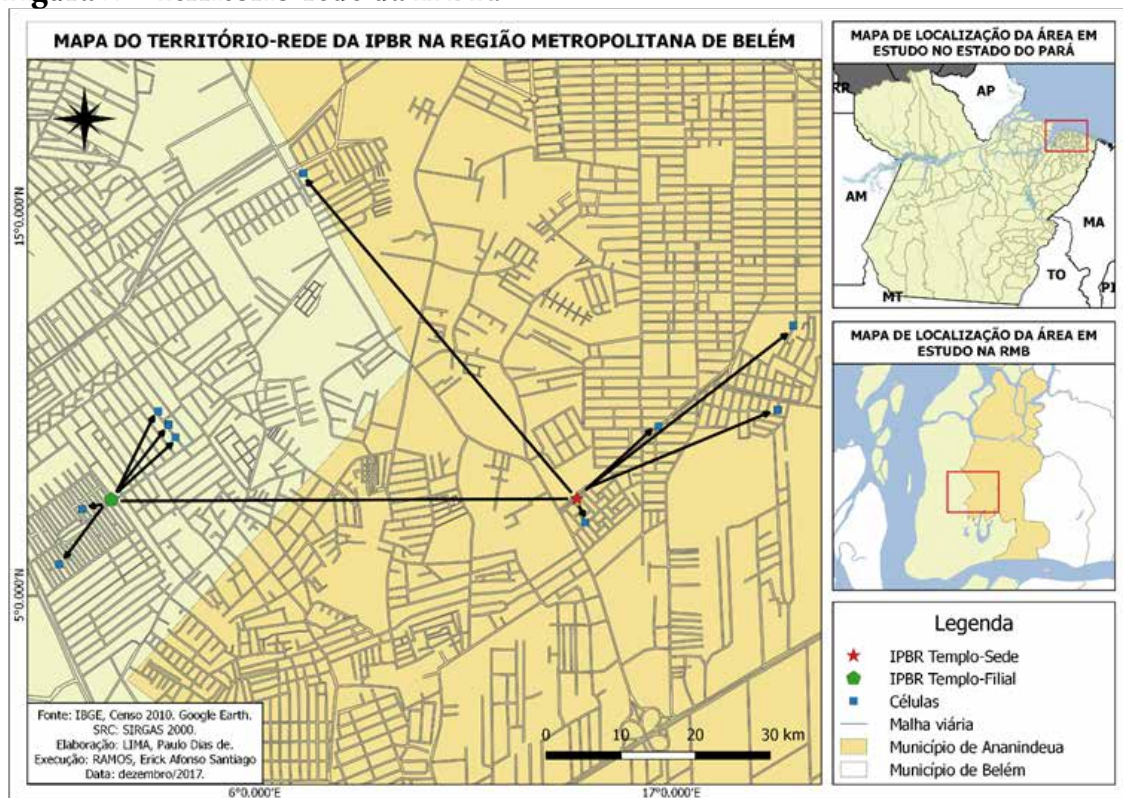 MAPA DO TERRITÓRIO-REDE DA IPBR NA REGIÃO METROPOLITANA DE BELÉM
15°0.000'N
5°0.000'N
6°0.000'E
17°0.000'E
Fonte: IBGE, Censo 2010. Google Earth.
SRC: SIRGAS 2000.
Elaboração: LIMA, Paulo Dias de.
Execução: RAMOS, Erick Afonso Santiago
Data: dezembro/2017.
0 10 20 30 km
MAPA DE LOCALIZAÇÃO DA ÁREA EM
ESTUDO NO ESTADO DO PARÁ
RR
AP
AM
MA
TO
PI
MT
MAPA DE LOCALIZAÇÃO DA ÁREA EM
ESTUDO NA RMB
Legenda
IPBR Templo-Sede
IPBR Templo-Filial
Células
Malha viária
Município de Ananindeua
Município de Belém